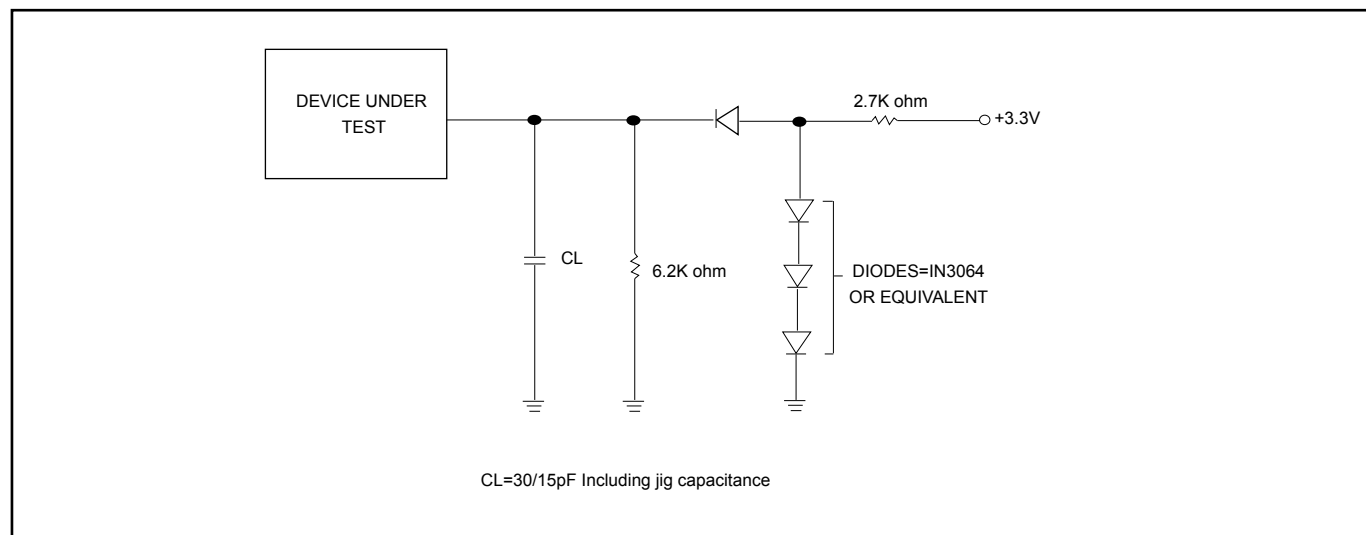 DEVICE UNDER
TEST
2.7K ohm
+3.3V
CL
6.2K ohm
DIODES=IN3064
OR EQUIVALENT
CL=30/15pF Including jig capacitance